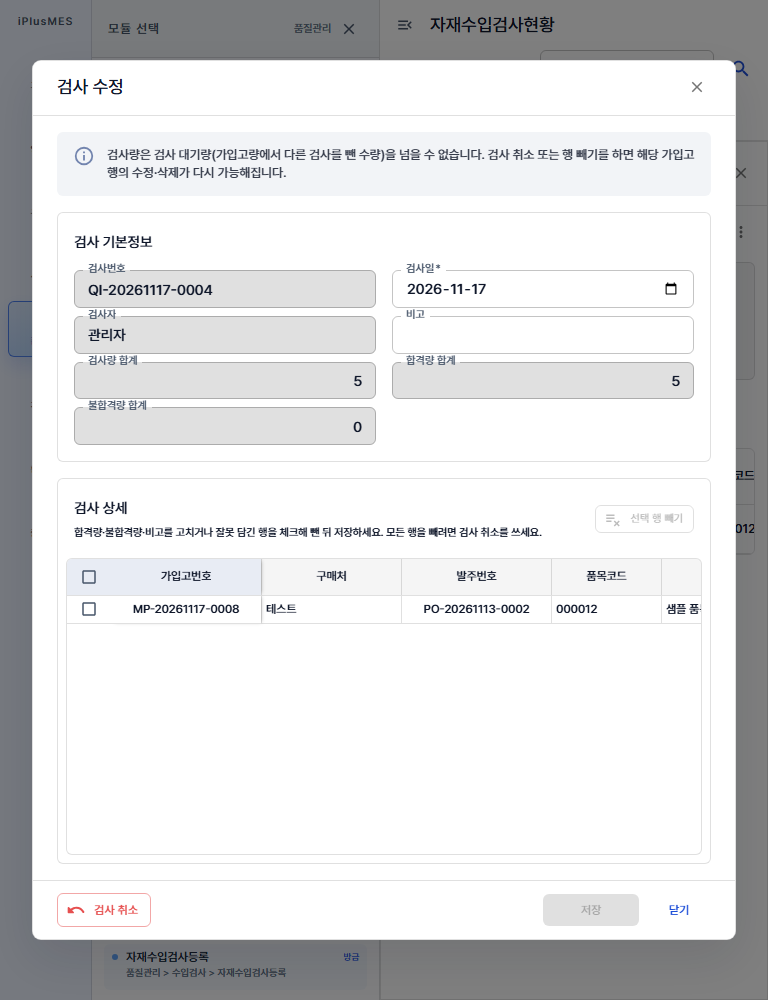 iPlusMES
모듈 선택
품질관리
자재수입검사현황
검사 수정
검사량은 검사 대기량(가입고량에서 다른 검사를 뺀 수량)을 넘을 수 없습니다. 검사 취소 또는 행 빼기를 하면 해당 가입고
행의 수정·삭제가 다시 가능해집니다.
검사 기본정보
검사번호
QI-20261117-0004
검사일*
2026-11-17
검사자
관리자
비고
검사량 합계
5
합격량 합계
5
불합격량 합계
0
검사 상세
합격량·불합격량·비고를 고치거나 잘못 담긴 행을 체크해 뺀 뒤 저장하세요. 모든 행을 빼려면 검사 취소를 쓰세요.
선택 행 빼기
가입고번호 구매처 발주번호 품목코드
MP-20261117-0008 테스트 PO-20261113-0002 000012 샘플 품
코드
012
검사 취소
저장
닫기
자재수입검사등록
방금
품질관리 > 수입검사 > 자재수입검사등록